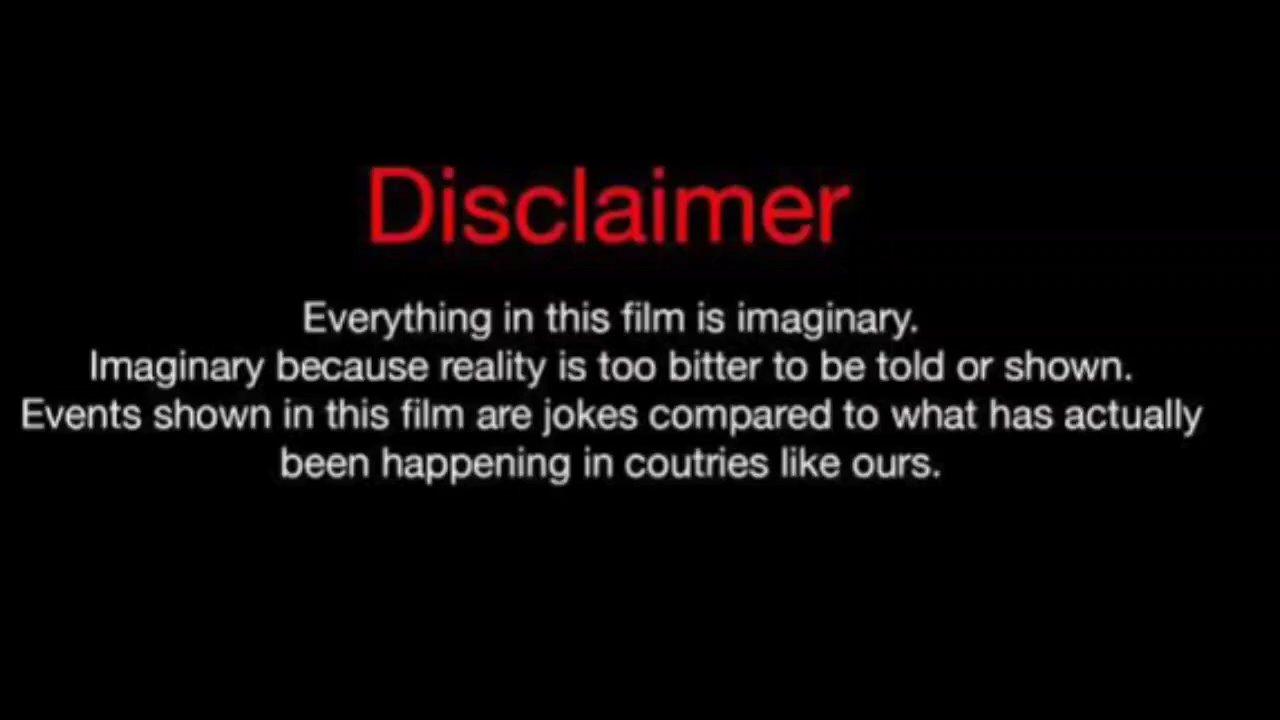 Disclaimer
Everything in this film is imaginary.
Imaginary because reality is too bitter to be told or shown.
Events shown in this film are jokes compared to what has actually
been happening in coutries like ours.